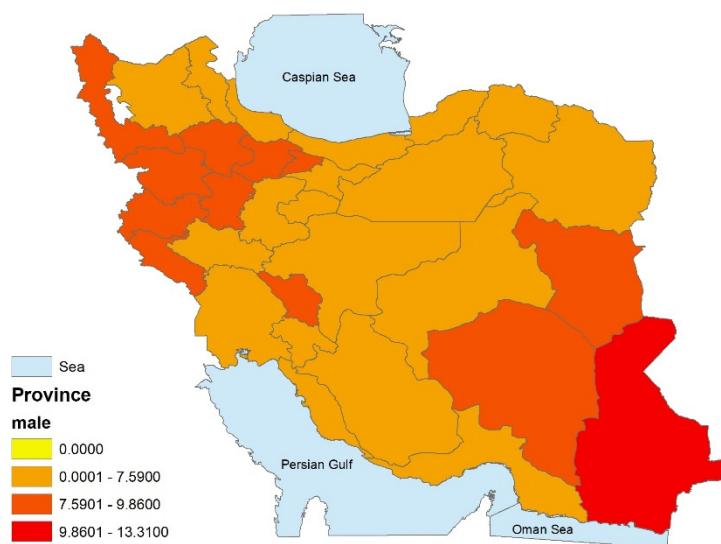 Caspian Sea
Sea
Province
male
0.0000
0.0001 - 7.5900
7.5901 - 9.8600
9.8601 - 13.3100
Persian Gulf
Oman Sea